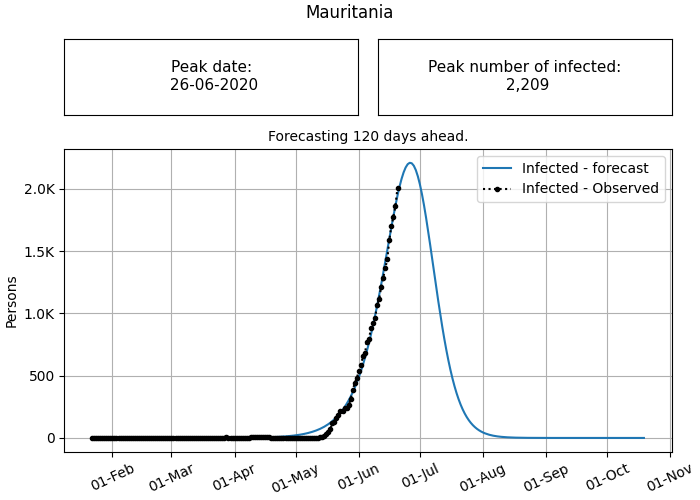 Mauritania
Peak date:
26-06-2020
Peak number of infected:
2,209
Forecasting 120 days ahead.
Infected - forecast
Infected - Observed
2.0K
1.5K
1.0K
500
0
Persons
01-Feb
01-Mar
01-Apr
01-May
01-Jun
01-Jul
01-Aug
01-Sep
01-Oct
01-Nov